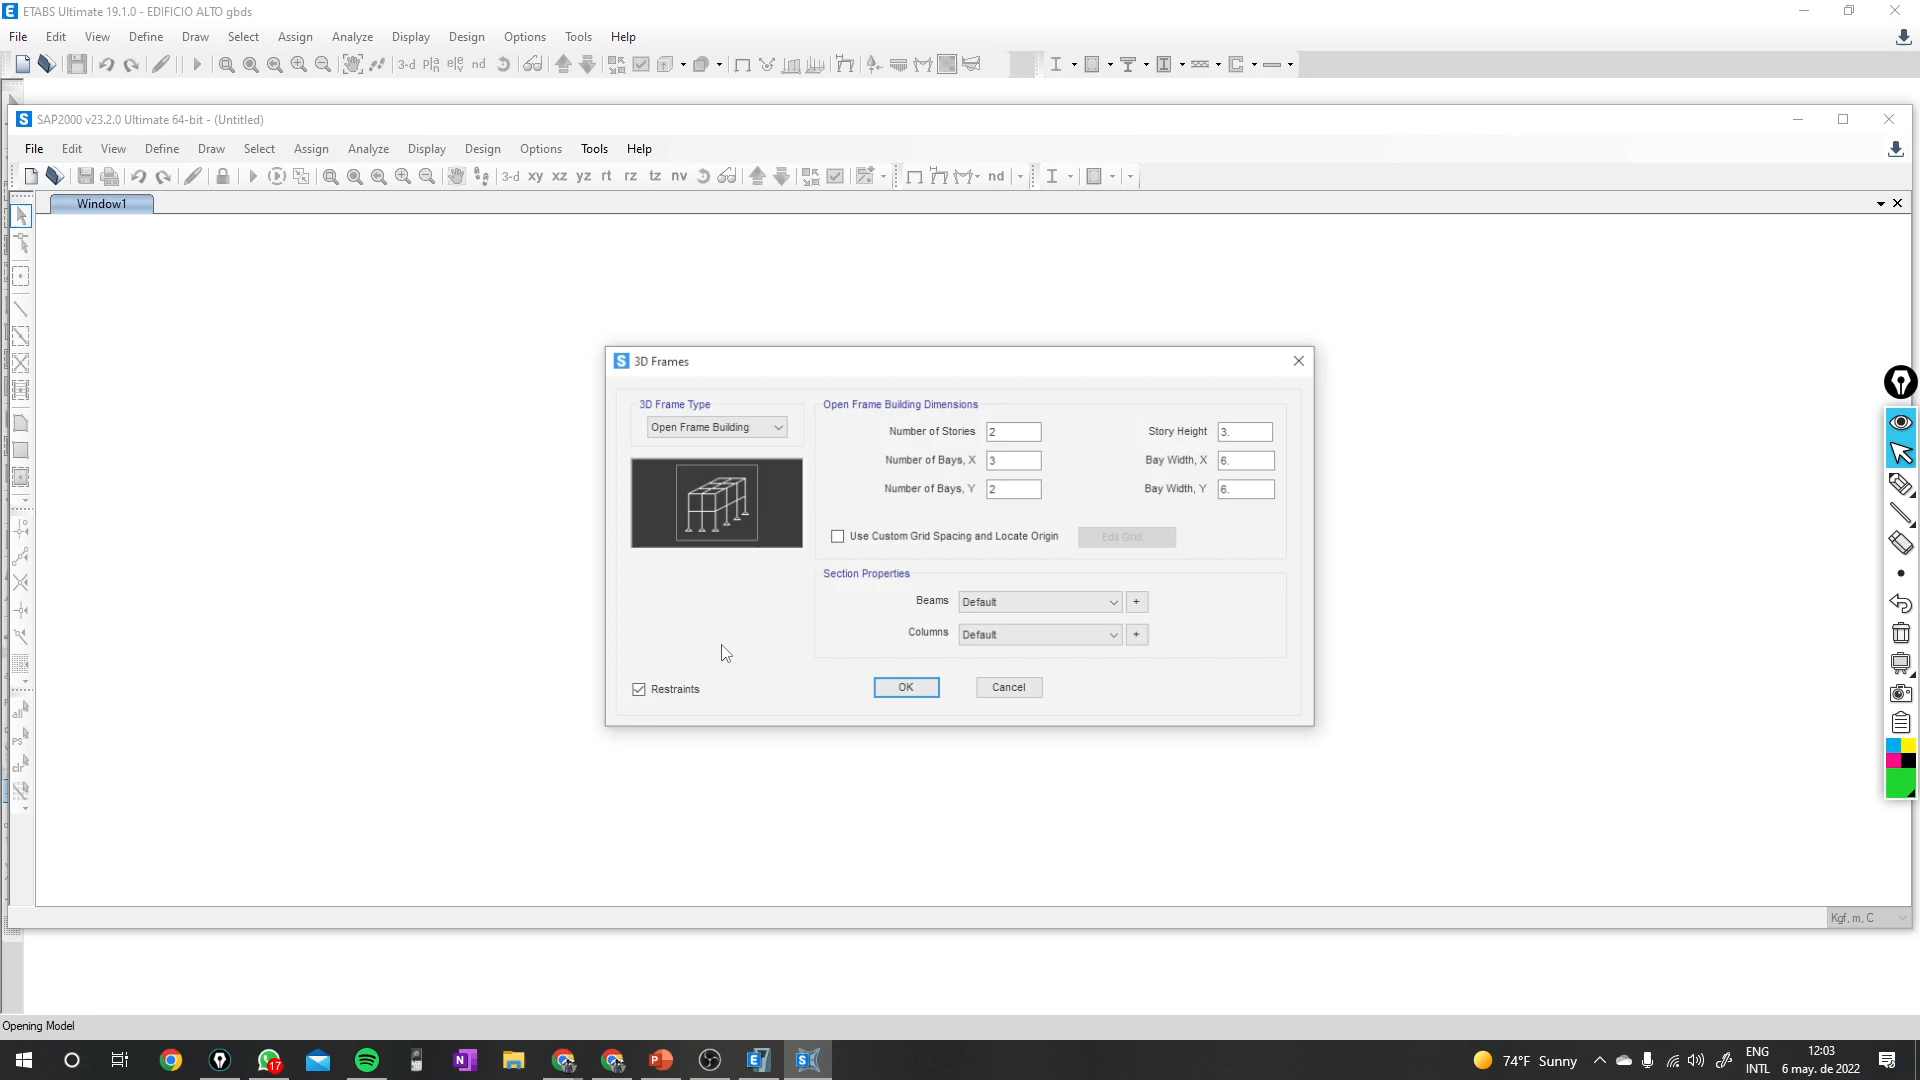 ETABS Ultimate 19.1.0 - EDIFICIO ALTO gbds
File Edit View Define Draw Select Assign Analyze Display Design Options Tools Help
3-d nd
SAP2000 v23.2.0 Ultimate 64-bit - (Untitled)
File Edit View Define Draw Select Assign Analyze Display Design Options Tools Help
3-d xy xz yz rt rz tz nv nd
Window1
3D Frames
3D Frame Type
Open Frame Building
Open Frame Building Dimensions
Number of Stories 2 Story Height 3.
Number of Bays, X 3 Bay Width, X 6.
Number of Bays, Y 2 Bay Width, Y 6.
Use Custom Grid Spacing and Locate Origin Edit Grid...
Section Properties
Beams Default +
Columns Default +
Restraints OK Cancel
all
PS
clr
Kgf, m, C
Opening Model
17
74°F Sunny
ENG
INTL
12:03
6 may. de 2022